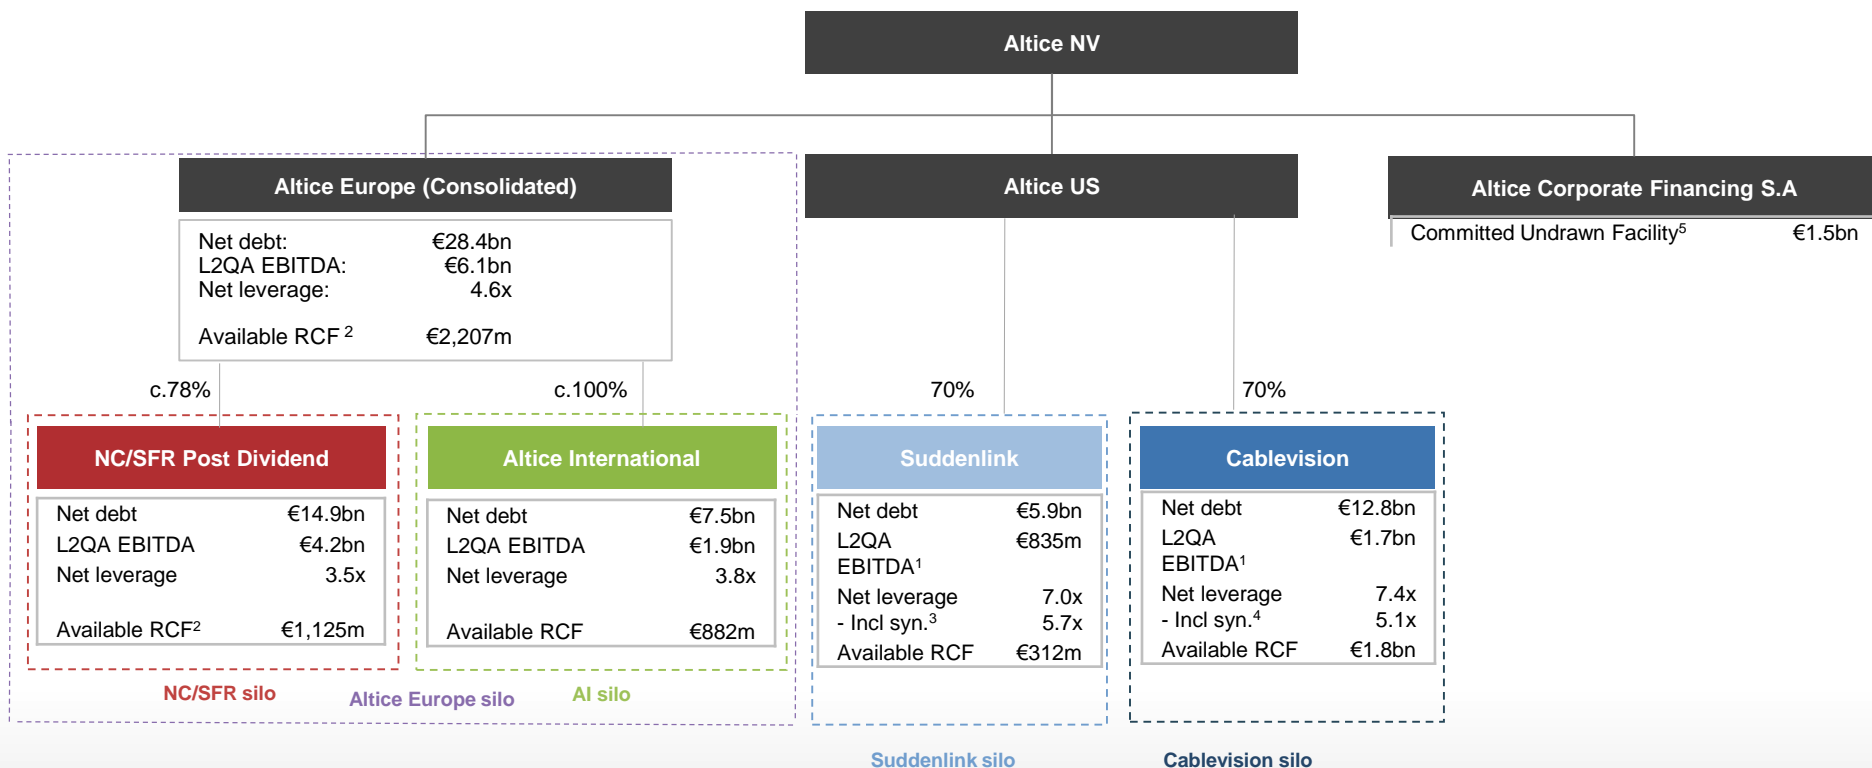 Altice NV
Altice Europe (Consolidated)
Altice US
Altice Corporate Financing S.A
Net debt: €28.4bn
L2QA EBITDA: €6.1bn
Net leverage: 4.6x
Available RCF 2 €2,207m
Committed Undrawn Facility5 €1.5bn
c.78%
c.100%
70%
70%
NC/SFR Post Dividend
Net debt €14.9bn
L2QA EBITDA €4.2bn
Net leverage 3.5x
Available RCF2 €1,125m
Altice International
Net debt €7.5bn
L2QA EBITDA €1.9bn
Net leverage 3.8x
Available RCF €882m
Suddenlink
Net debt €5.9bn
L2QA €835m
EBITDA1
Net leverage 7.0x
- Incl syn.3 5.7x
Available RCF €312m
Cablevision
Net debt €12.8bn
L2QA €1.7bn
EBITDA1
Net leverage 7.4x
- Incl syn.4 5.1x
Available RCF €1.8bn
NC/SFR silo
Altice Europe silo
AI silo
Suddenlink silo
Cablevision silo